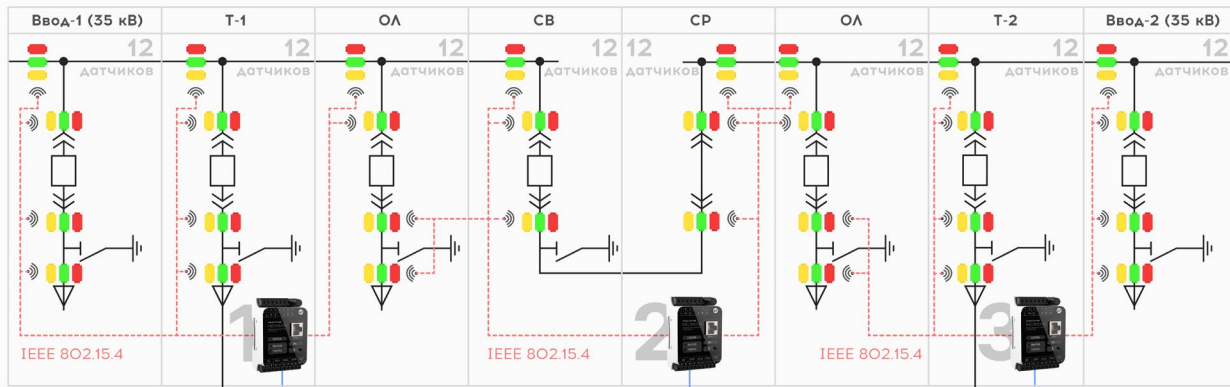 Ввод-1 (35 кВ)
Т-1
ОЛ
СВ
СР
ОЛ
Т-2
Ввод-2 (35 кВ)
12
датчиков
12
датчиков
12
датчиков
12
датчиков
12
датчиков
12
датчиков
12
датчиков
12
датчиков
1
2
3
IEEE 802.15.4
IEEE 802.15.4
IEEE 802.15.4